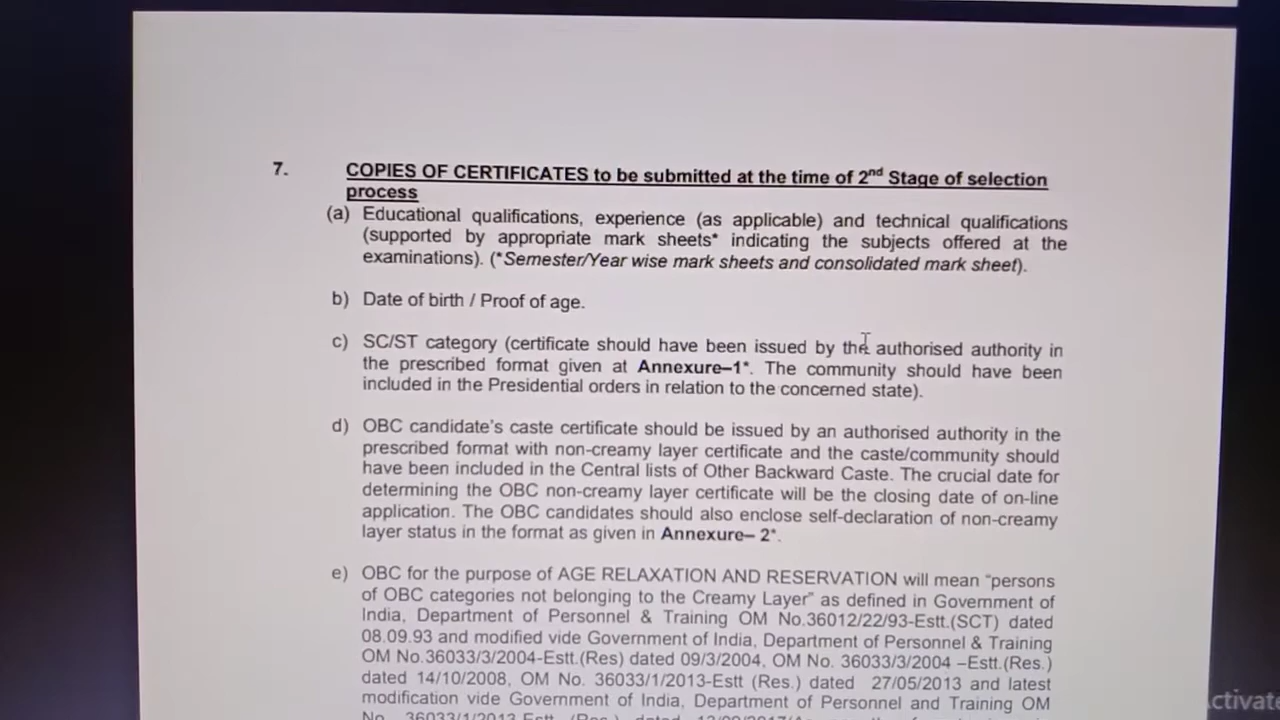 7. COPIES OF CERTIFICATES to be submitted at the time of 2nd Stage of selection
process
(a) Educational qualifications, experience (as applicable) and technical qualifications
(supported by appropriate mark sheets* indicating the subjects offered at the
examinations). (*Semester/Year wise mark sheets and consolidated mark sheet).
b) Date of birth / Proof of age.
c) SC/ST category (certificate should have been issued by the authorised authority in
the prescribed format given at Annexure–1*. The community should have been
included in the Presidential orders in relation to the concerned state).
d) OBC candidate's caste certificate should be issued by an authorised authority in the
prescribed format with non-creamy layer certificate and the caste/community should
have been included in the Central lists of Other Backward Caste. The crucial date for
determining the OBC non-creamy layer certificate will be the closing date of on-line
application. The OBC candidates should also enclose self-declaration of non-creamy
layer status in the format as given in Annexure– 2*.
e) OBC for the purpose of AGE RELAXATION AND RESERVATION will mean "persons
of OBC categories not belonging to the Creamy Layer" as defined in Government of
India, Department of Personnel & Training OM No.36012/22/93-Estt.(SCT) dated
08.09.93 and modified vide Government of India, Department of Personnel & Training
OM No.36033/3/2004-Estt.(Res) dated 09/3/2004, OM No. 36033/3/2004 –Estt.(Res.)
dated 14/10/2008, OM No. 36033/1/2013-Estt (Res.) dated 27/05/2013 and latest
modification vide Government of India, Department of Personnel and Training OM
No. 36033/1/2013 Estt (Res.) dated